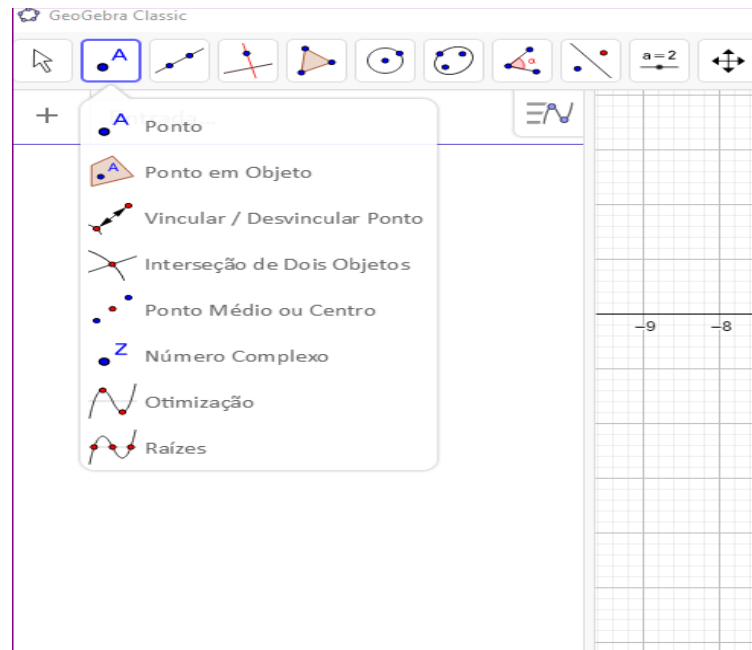 GeoGebra Classic
A
α
a=2
A Ponto
A Ponto em Objeto
Vincular / Desvincular Ponto
Interseção de Dois Objetos
Ponto Médio ou Centro
Z Número Complexo
Otimização
Raízes
-9 -8